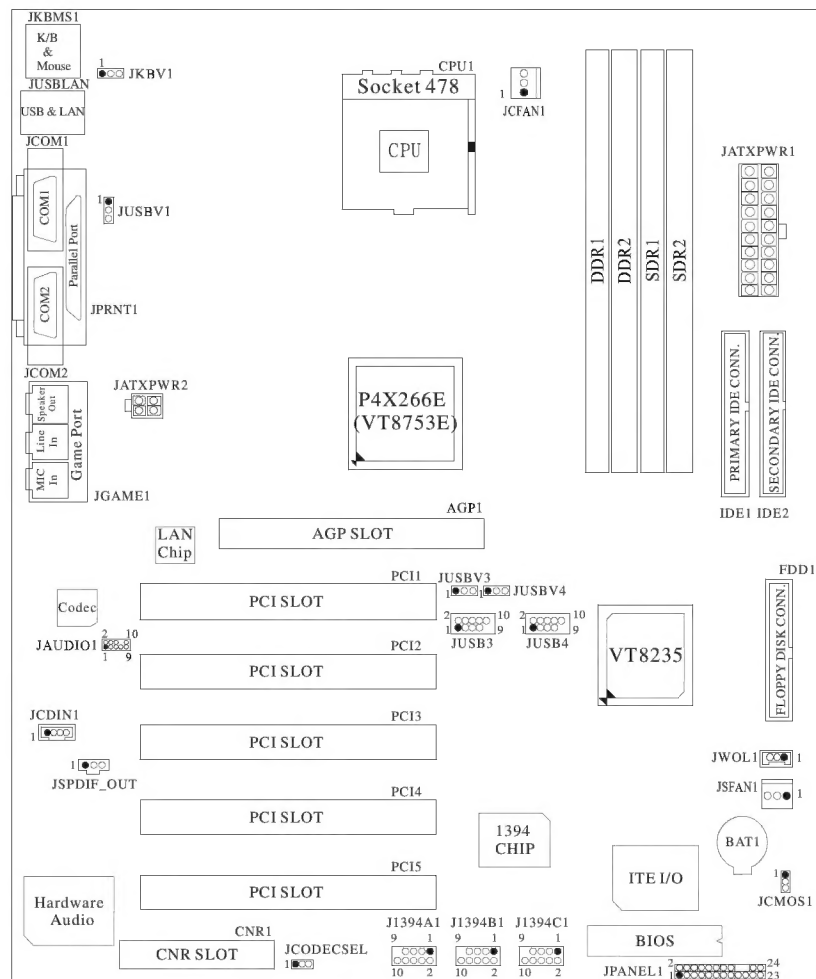 JKBMS1
K/B
&
Mouse
1
JKBV1
JUSBLAN
USB & LAN
JCOM1
COM1
1
JUSBV1
Parallel Port
COM2
JPRNT1
JCOM2
Speaker
Out
Line
In
MIC
In
Game Port
JGAME1
JATXPWR2
CPU1
Socket 478
CPU
1
JCFAN1
DDR1
DDR2
SDR1
SDR2
JATXPWR1
P4X266E
(VT8753E)
PRIMARY IDE CONN.
SECONDARY IDE CONN.
IDE1 IDE2
LAN
Chip
AGP1
AGP SLOT
FDD1
FLOPPY DISK CONN.
Codec
PCI1
PCI SLOT
JUSBV3
1
JUSBV4
1
2 10
1 9
JUSB3
2 10
1 9
JUSB4
VT8235
JAUDIO1
2 10
1 9
PCI2
PCI SLOT
JCDIN1
1
PCI3
PCI SLOT
1
JSPDIF_OUT
JWOL1
1
JSFAN1
1
PCI4
PCI SLOT
1394
CHIP
BAT1
ITE I/O
1
JCMOS1
PCI5
PCI SLOT
Hardware
Audio
CNR1
CNR SLOT
JCODECSEL
1
J1394A1
9 1
10 2
J1394B1
9 1
10 2
J1394C1
9 1
10 2
BIOS
JPANEL1
2 24
1 23